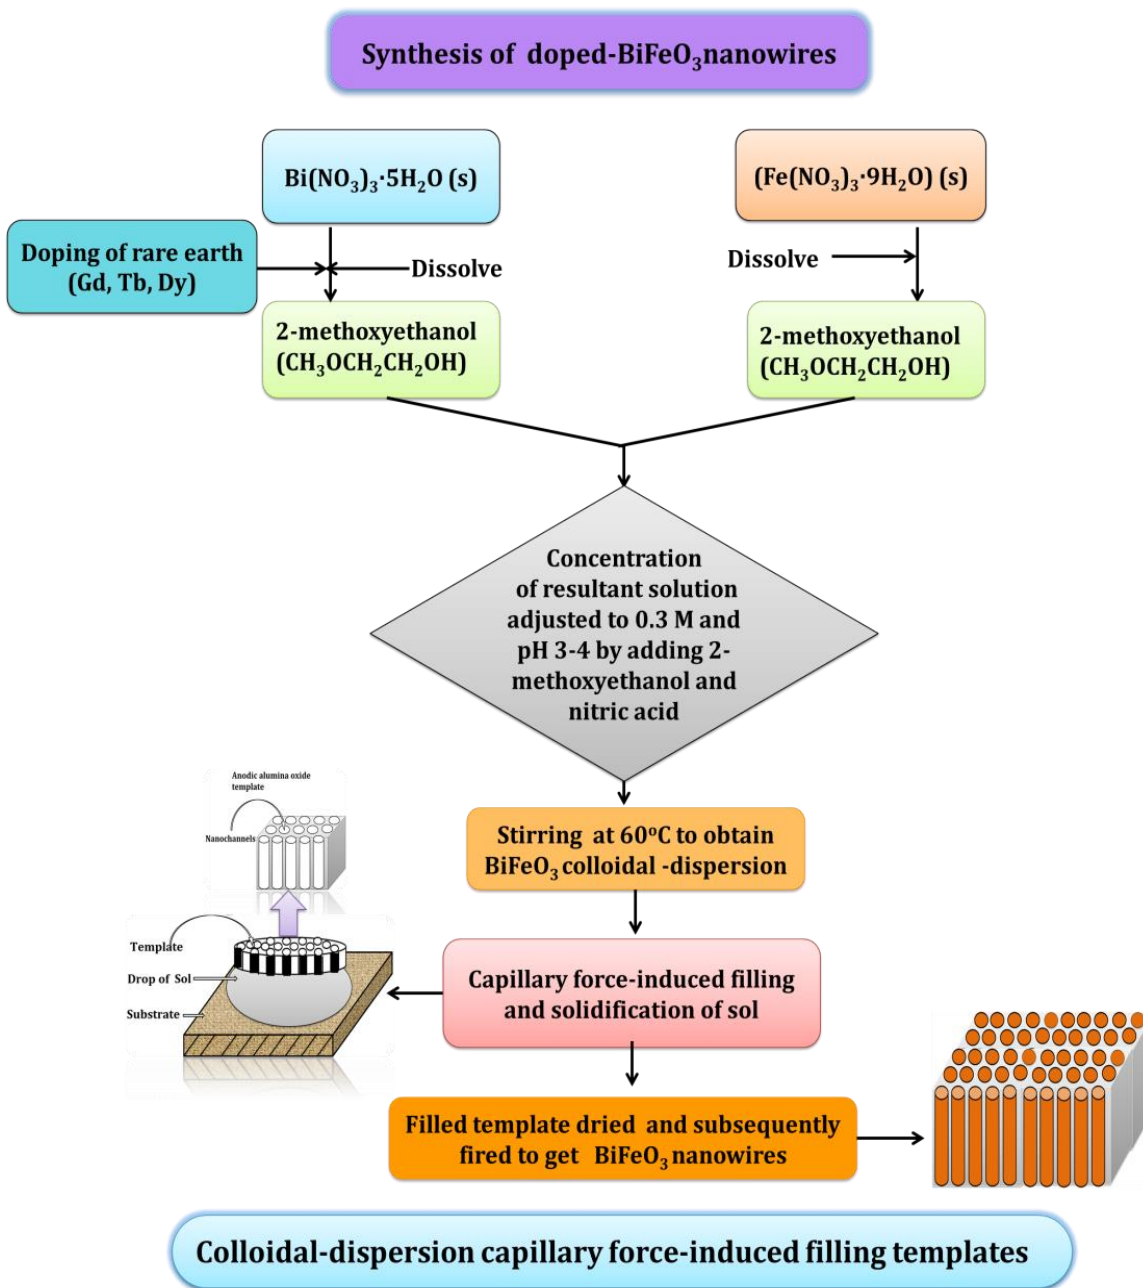 Synthesis of doped-BiFeO₃nanowires
Bi(NO₃)₃·5H₂O (s)
(Fe(NO₃)₃·9H₂O) (s)
Doping of rare earth
(Gd, Tb, Dy)
Dissolve
Dissolve
2-methoxyethanol
(CH₃OCH₂CH₂OH)
2-methoxyethanol
(CH₃OCH₂CH₂OH)
Concentration
of resultant solution
adjusted to 0.3 M and
pH 3-4 by adding 2-
methoxyethanol and
nitric acid
Anodic alumina oxide
template
Nanochannels
Stirring at 60°C to obtain
BiFeO₃ colloidal -dispersion
Template
Drop of Sol
Substrate
Capillary force-induced filling
and solidification of sol
Filled template dried and subsequently
fired to get BiFeO₃ nanowires
Colloidal-dispersion capillary force-induced filling templates